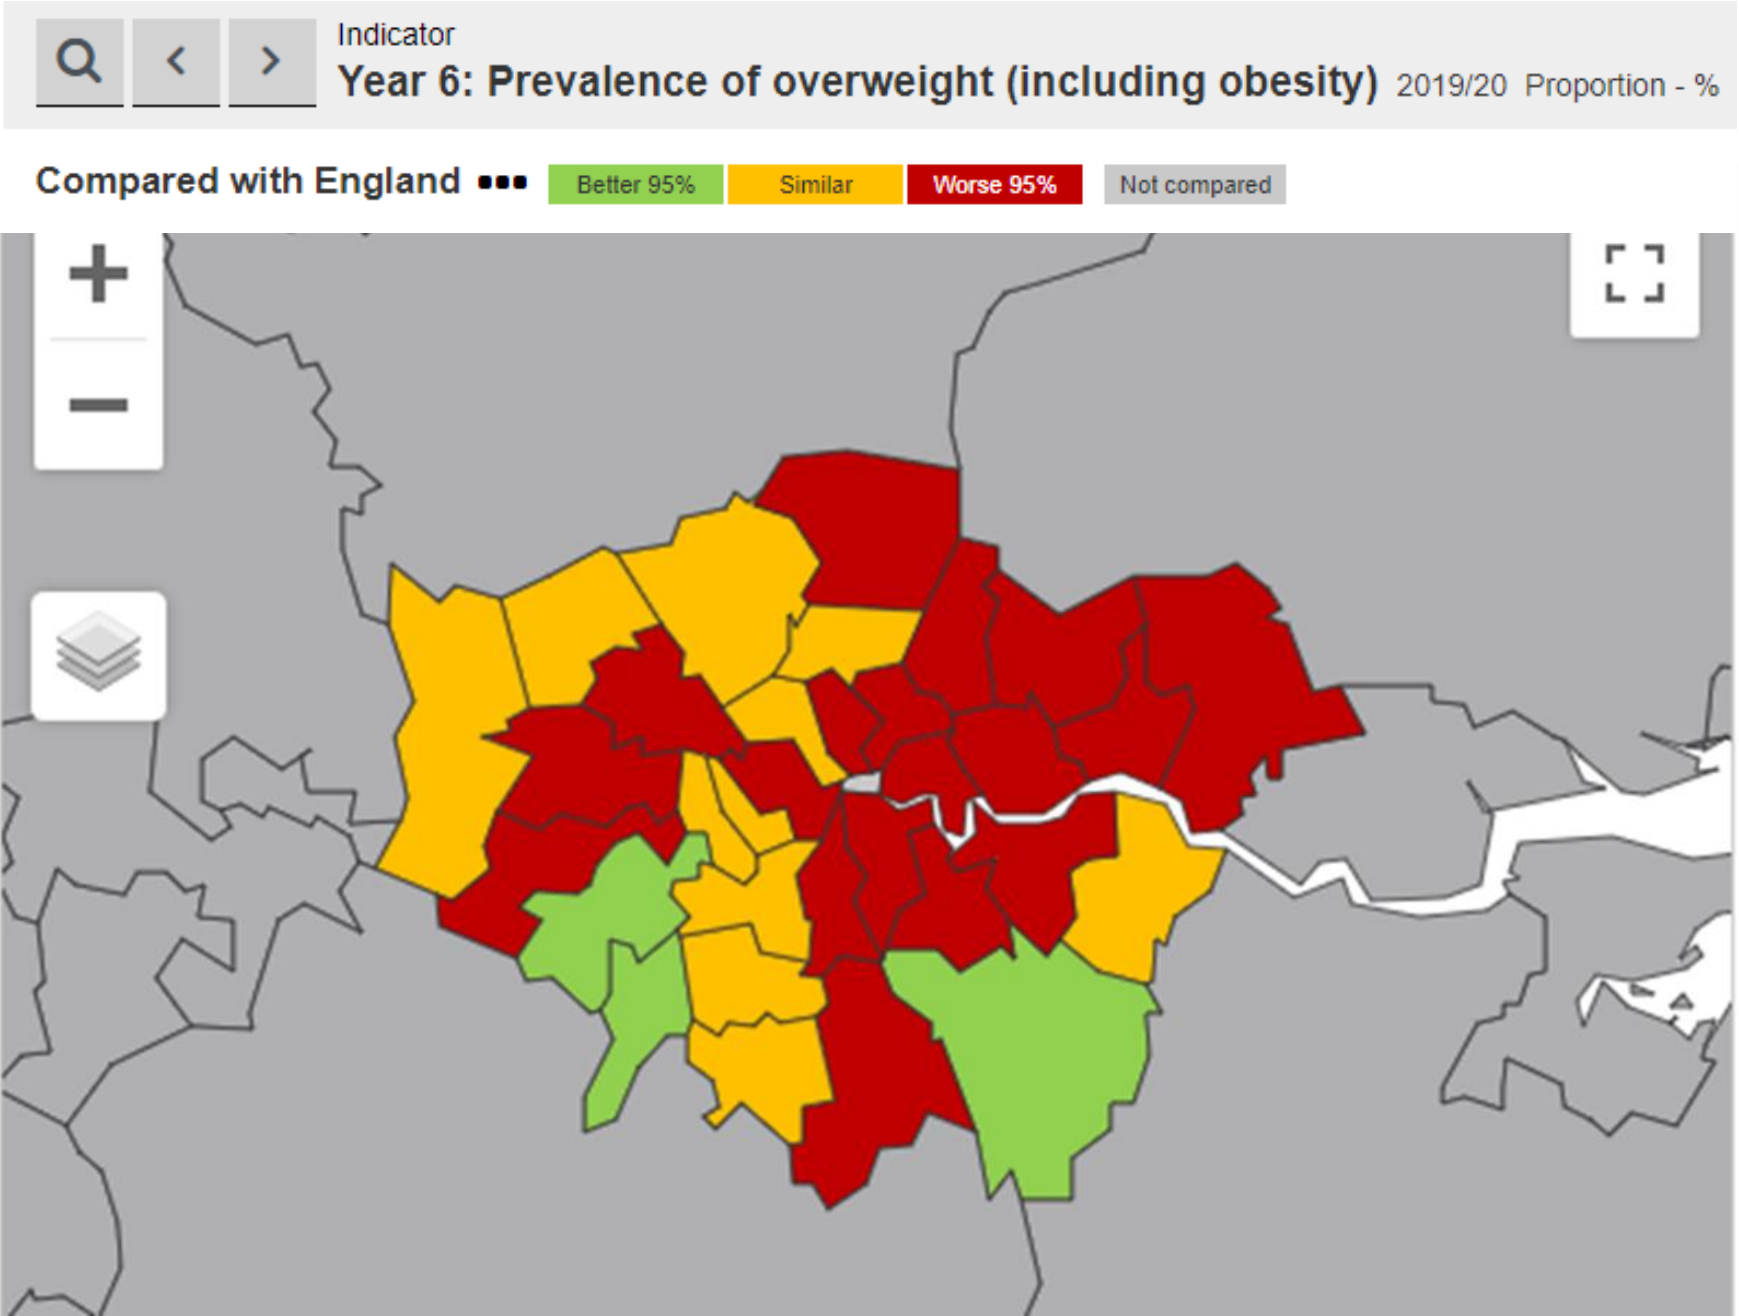 Indicator
Year 6: Prevalence of overweight (including obesity) 2019/20 Proportion - %
Compared with England ••• Better 95% Similar Worse 95% Not compared